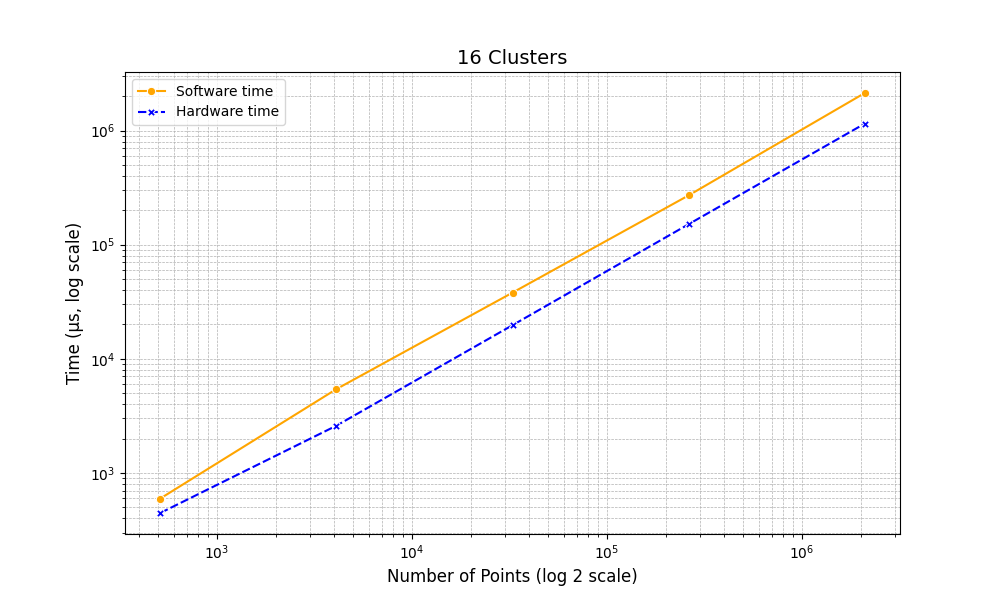 16 Clusters
Software time
Hardware time
Time (µs, log scale)
10^6
10^5
10^4
10^3
10^3 10^4 10^5 10^6
Number of Points (log 2 scale)